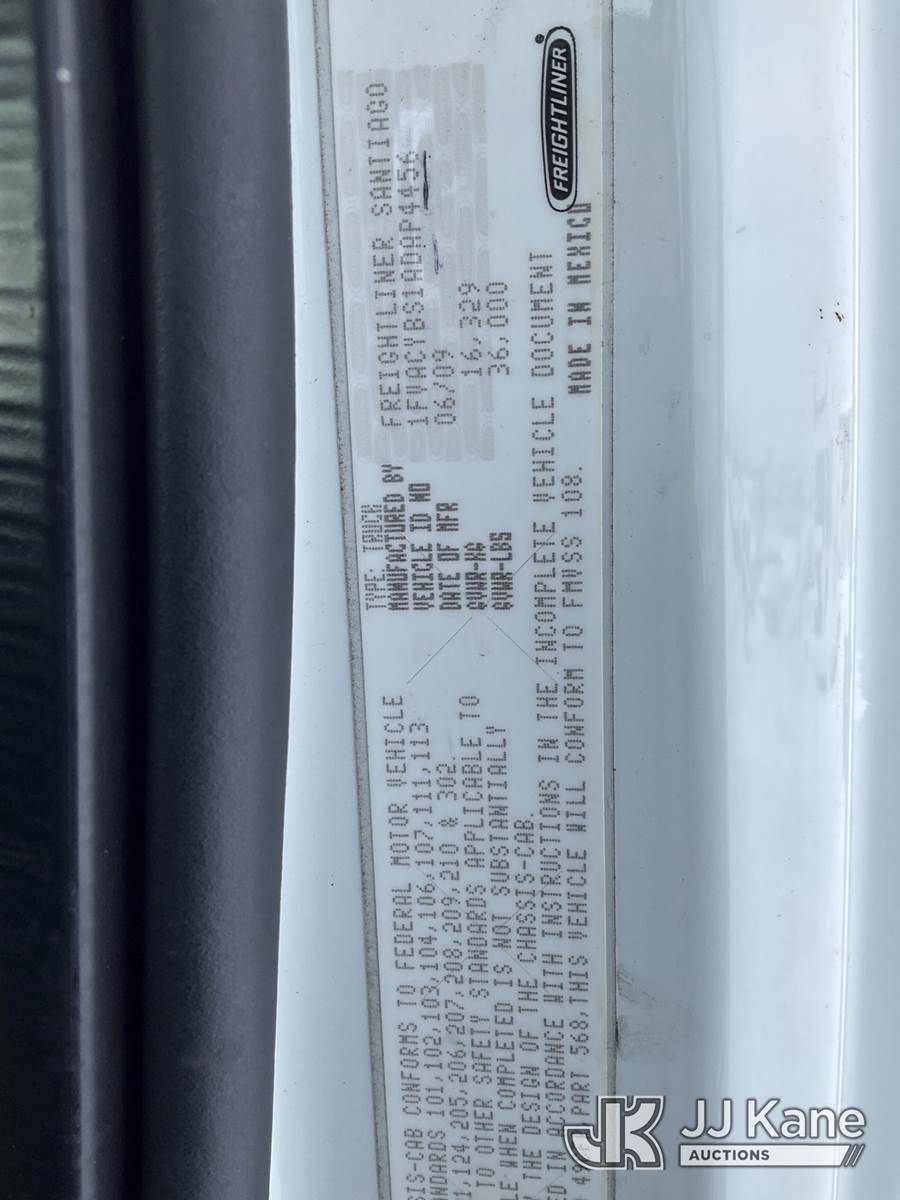 FREIGHTLINER
TYPE: TRUCK
MANUFACTURED BY FREIGHTLINER SANTIAGO
VEHICLE ID NO 1FVACYBS1ADAP4456
DATE OF MFR 06/09
GVWR-KG 16,329
GVWR-LBS 36,000
SIS-CAB CONFORMS TO FEDERAL MOTOR VEHICLE
NDARDS 101,102,103,104,106,107,111,113
1,124,205,206,207,208,209,210 & 302.
TO OTHER SAFETY STANDARDS APPLICABLE TO
LE WHEN COMPLETED IS NOT SUBSTANTIALLY
Y THE DESIGN OF THE CHASSIS-CAB.
ED IN ACCORDANCE WITH INSTRUCTIONS IN THE INCOMPLETE VEHICLE DOCUMENT
49 PART 568,THIS VEHICLE WILL CONFORM TO FMVSS 108.
MADE IN MEXICO
JK JJ Kane
AUCTIONS